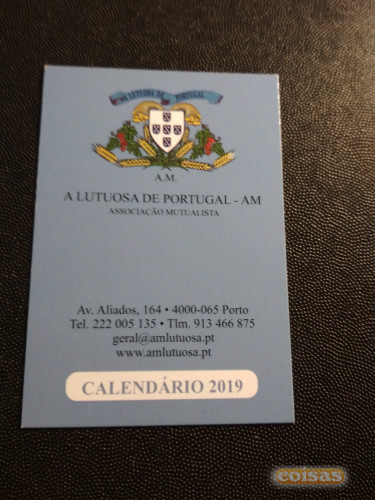 A LUTUOSA DE PORTUGAL
A.M.
A LUTUOSA DE PORTUGAL - AM
ASSOCIAÇÃO MUTUALISTA
Av. Aliados, 164 • 4000-065 Porto
Tel. 222 005 135 • Tlm. 913 466 875
geral@amlutuosa.pt
www.amlutuosa.pt
CALENDÁRIO 2019
coisas